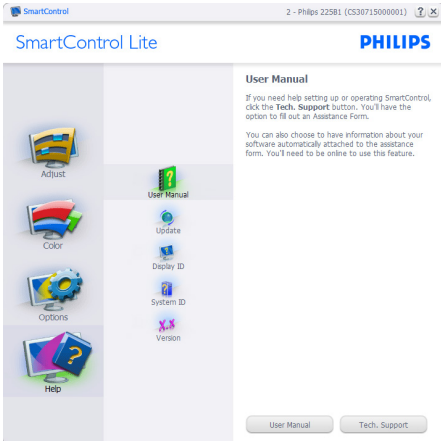 SmartControl
2 - Philips 225B1 (CS30715000001)
SmartControl Lite
PHILIPS
Adjust
Color
Options
Help
User Manual
Update
Display ID
System ID
X.X
Version
User Manual
If you need help setting up or operating SmartControl,
click the Tech. Support button. You'll have the
option to fill out an Assistance Form.
You can also choose to have information about your
software automatically attached to the assistance
form. You'll need to be online to use this feature.
User Manual
Tech. Support